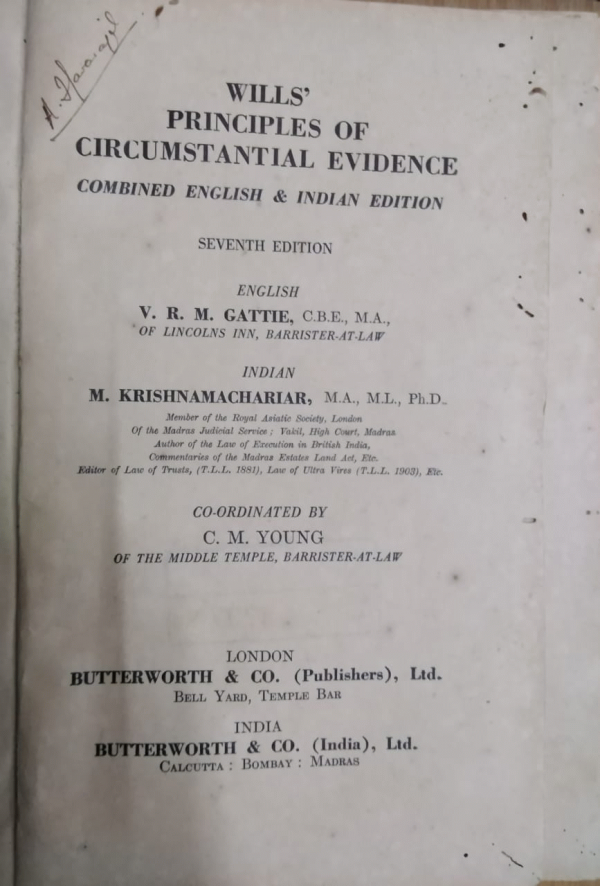 WILLS'
PRINCIPLES OF
CIRCUMSTANTIAL EVIDENCE
COMBINED ENGLISH & INDIAN EDITION
SEVENTH EDITION
ENGLISH
V. R. M. GATTIE, C.B.E., M.A.,
OF LINCOLNS INN, BARRISTER-AT-LAW
INDIAN
M. KRISHNAMACHARIAR, M.A., M.L., Ph.D.
Member of the Royal Asiatic Society, London
Of the Madras Judicial Service; Vakil, High Court, Madras
Author of the Law of Execution in British India,
Commentaries of the Madras Estates Land Act, Etc.
Editor of Law of Trusts, (T.L.L. 1881), Law of Ultra Vires (T.L.L. 1903), Etc.
CO-ORDINATED BY
C. M. YOUNG
OF THE MIDDLE TEMPLE, BARRISTER-AT-LAW
LONDON
BUTTERWORTH & CO. (Publishers), Ltd.
BELL YARD, TEMPLE BAR
INDIA
BUTTERWORTH & CO. (India), Ltd.
CALCUTTA : BOMBAY : MADRAS